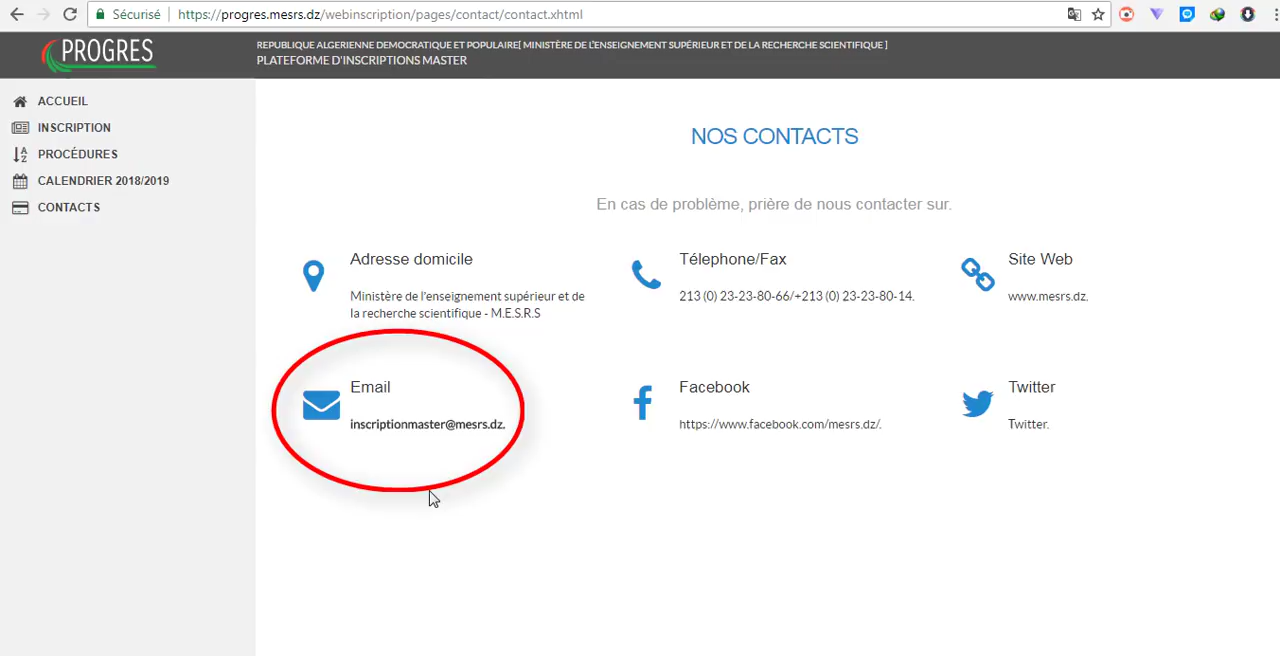 Sécurisé | https://progres.mesrs.dz/webinscription/pages/contact/contact.xhtml
PROGRES
REPUBLIQUE ALGERIENNE DEMOCRATIQUE ET POPULAIRE[ MINISTÈRE DE L'ENSEIGNEMENT SUPÉRIEUR ET DE LA RECHERCHE SCIENTIFIQUE ]
PLATEFORME D'INSCRIPTIONS MASTER
ACCUEIL
INSCRIPTION
PROCÉDURES
CALENDRIER 2018/2019
CONTACTS
NOS CONTACTS
En cas de problème, prière de nous contacter sur.
Adresse domicile
Ministère de l'enseignement supérieur et de
la recherche scientifique - M.E.S.R.S
Télephone/Fax
213 (0) 23-23-80-66/+213 (0) 23-23-80-14.
Site Web
www.mesrs.dz.
Email
inscriptionmaster@mesrs.dz.
Facebook
https://www.facebook.com/mesrs.dz/.
Twitter
Twitter.